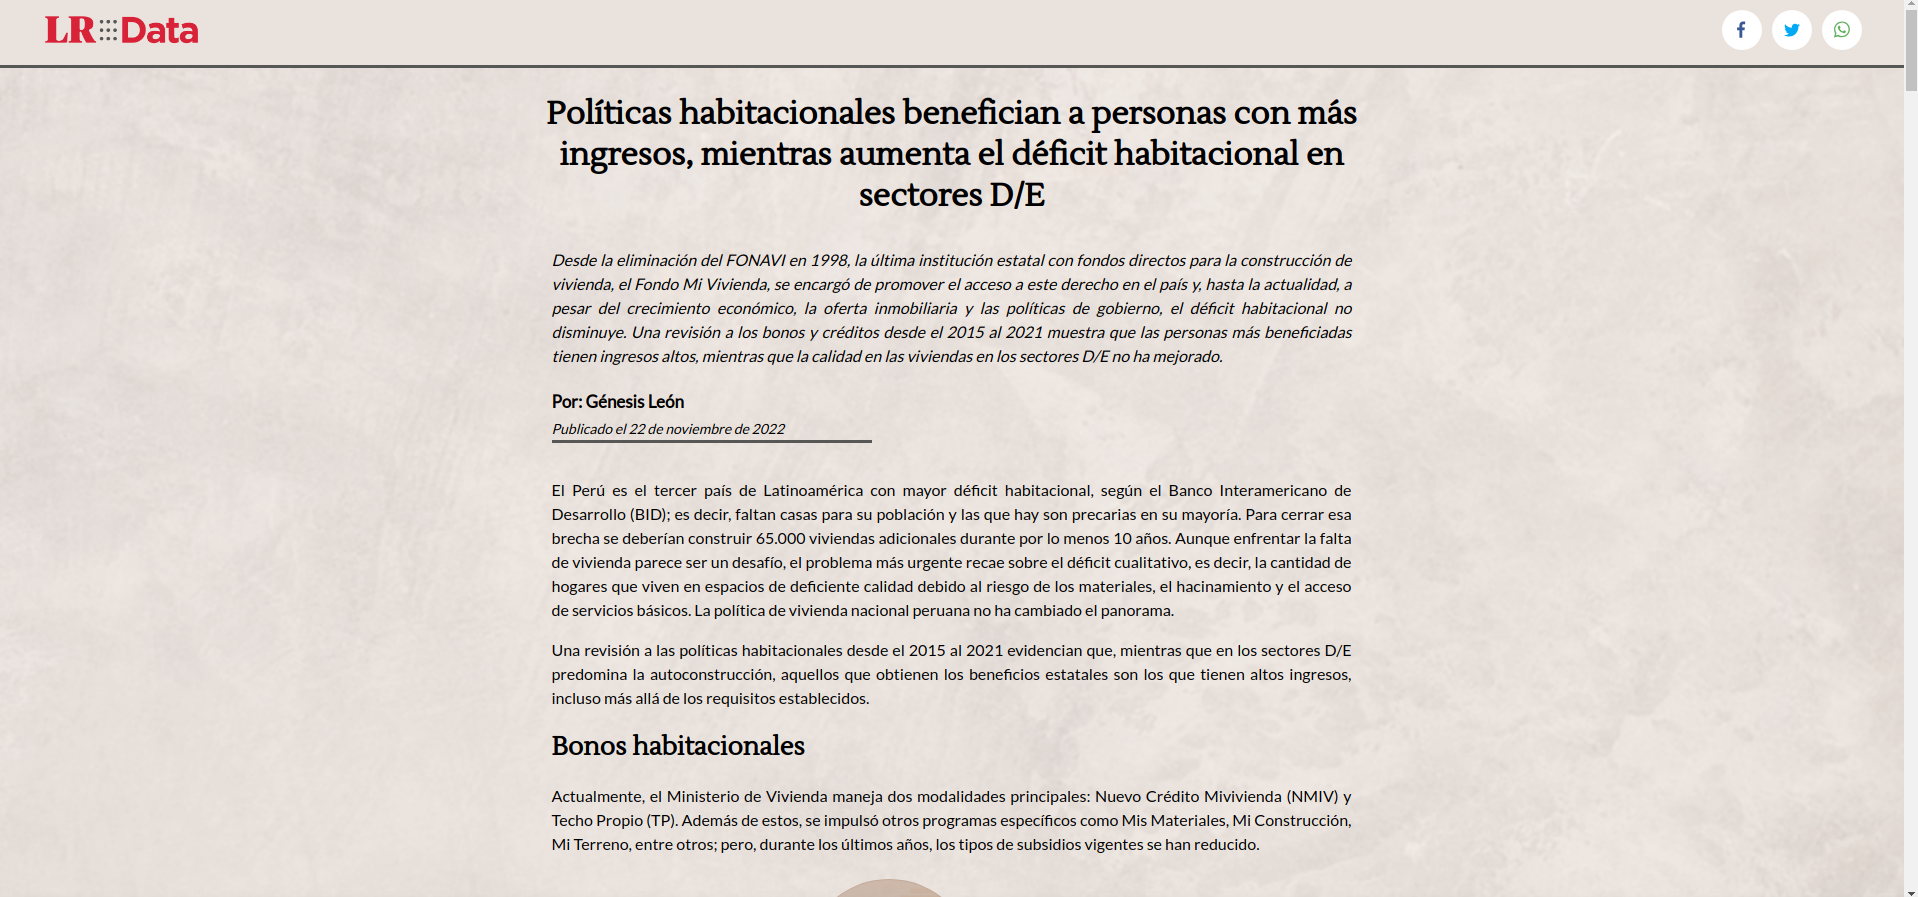 LR Data
Políticas habitacionales benefician a personas con más
ingresos, mientras aumenta el déficit habitacional en
sectores D/E
Desde la eliminación del FONAVI en 1998, la última institución estatal con fondos directos para la construcción de
vivienda, el Fondo Mi Vivienda, se encargó de promover el acceso a este derecho en el país y, hasta la actualidad, a
pesar del crecimiento económico, la oferta inmobiliaria y las políticas de gobierno, el déficit habitacional no
disminuye. Una revisión a los bonos y créditos desde el 2015 al 2021 muestra que las personas más beneficiadas
tienen ingresos altos, mientras que la calidad en las viviendas en los sectores D/E no ha mejorado.
Por: Génesis León
Publicado el 22 de noviembre de 2022
El Perú es el tercer país de Latinoamérica con mayor déficit habitacional, según el Banco Interamericano de
Desarrollo (BID); es decir, faltan casas para su población y las que hay son precarias en su mayoría. Para cerrar esa
brecha se deberían construir 65.000 viviendas adicionales durante por lo menos 10 años. Aunque enfrentar la falta
de vivienda parece ser un desafío, el problema más urgente recae sobre el déficit cualitativo, es decir, la cantidad de
hogares que viven en espacios de deficiente calidad debido al riesgo de los materiales, el hacinamiento y el acceso
de servicios básicos. La política de vivienda nacional peruana no ha cambiado el panorama.
Una revisión a las políticas habitacionales desde el 2015 al 2021 evidencian que, mientras que en los sectores D/E
predomina la autoconstrucción, aquellos que obtienen los beneficios estatales son los que tienen altos ingresos,
incluso más allá de los requisitos establecidos.
Bonos habitacionales
Actualmente, el Ministerio de Vivienda maneja dos modalidades principales: Nuevo Crédito Mivivienda (NMIV) y
Techo Propio (TP). Además de estos, se impulsó otros programas específicos como Mis Materiales, Mi Construcción,
Mi Terreno, entre otros; pero, durante los últimos años, los tipos de subsidios vigentes se han reducido.